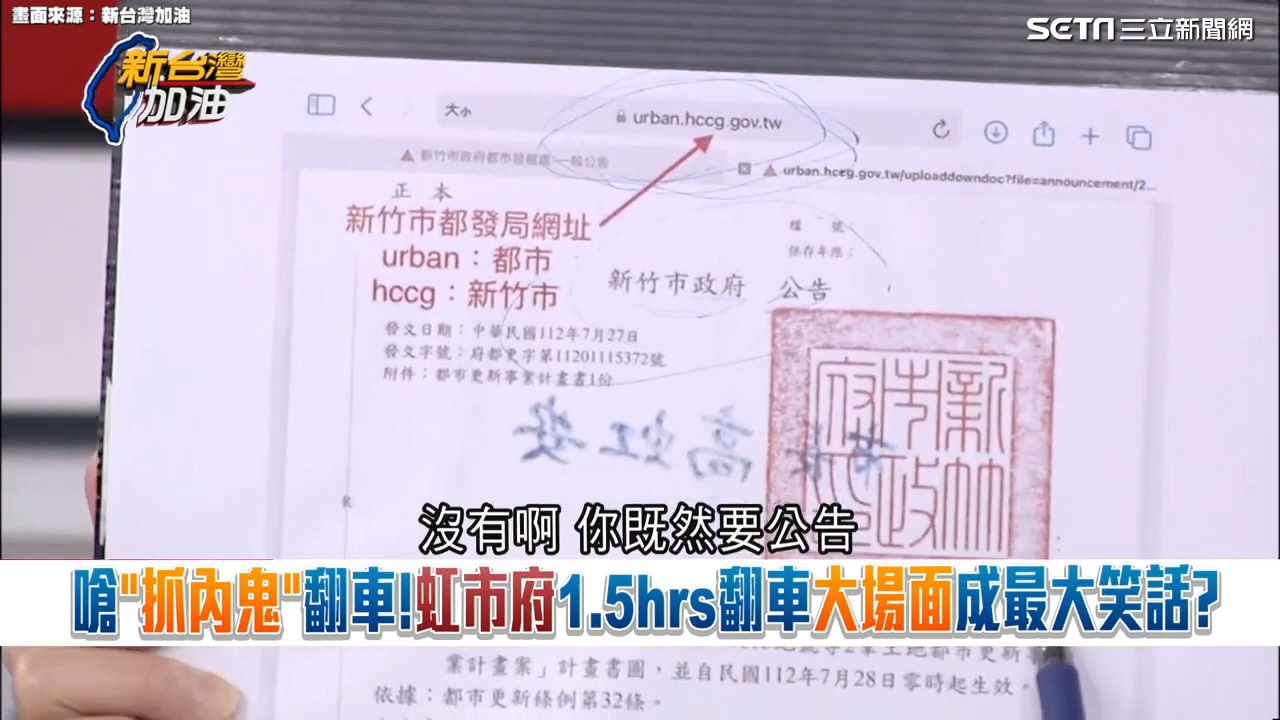 畫面來源：新台灣加油
SETN三立新聞網
新台灣
加油
大小
urban.hccg.gov.tw
新竹市政府都市發展處 一般公告
urban.hccg.gov.tw/uploaddowndoc?file=announcement/2...
正 本
檔 號：
保存年限：
新竹市都發局網址
urban：都市
hccg：新竹市
新竹市政府 公告
發文日期：中華民國112年7月27日
發文字號：府都更字第11201115372號
附件：都市更新事業計畫書1份
高虹安
新竹市政府印
沒有啊 你既然要公告
嗆"抓內鬼"翻車!虹市府1.5hrs翻車大場面成最大笑話?
業計畫案」計畫書圖，並自民國112年7月28日零時起生效。
依據：都市更新條例第32條。